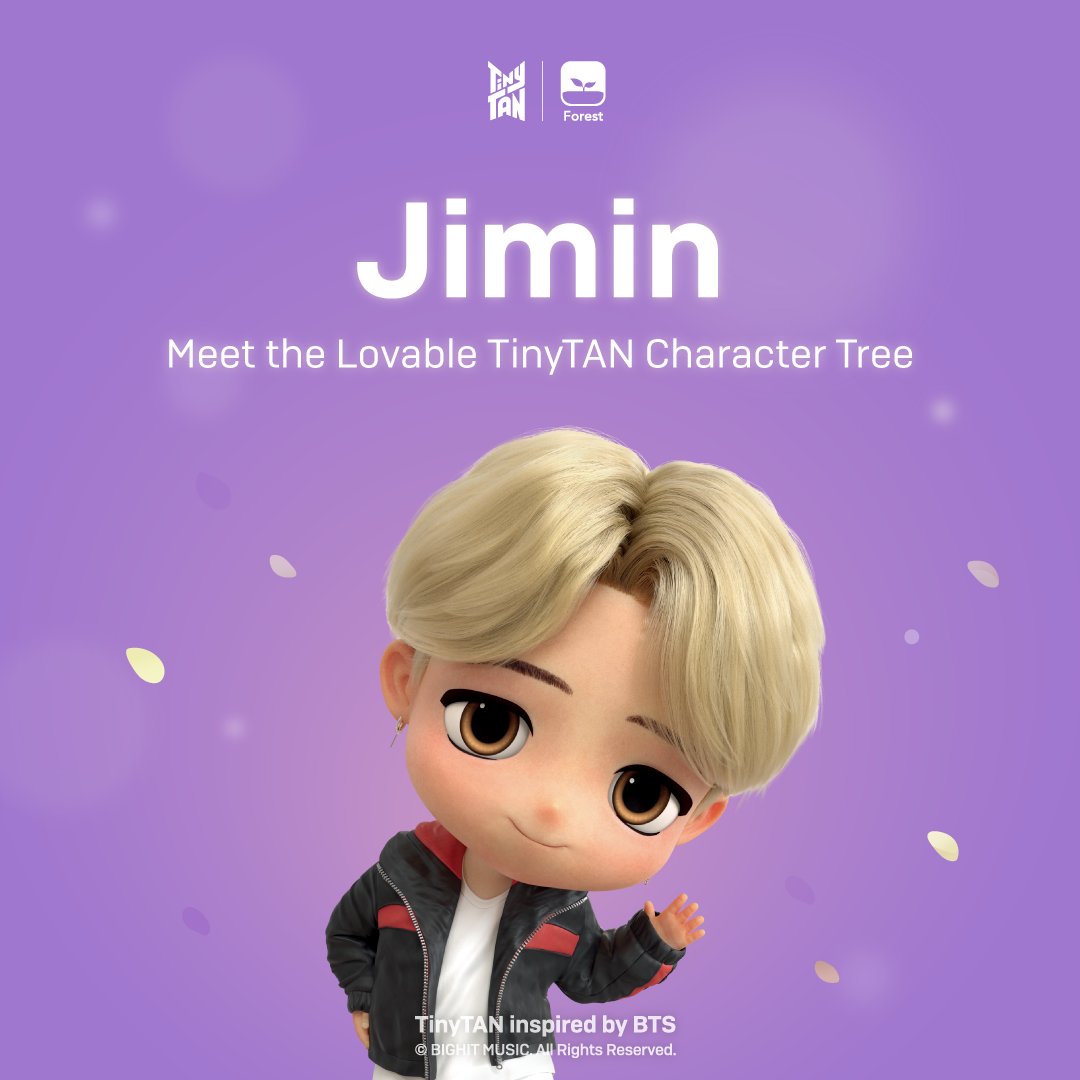 TinyTAN
Forest
Jimin
Meet the Lovable TinyTAN Character Tree
TinyTAN inspired by BTS
© BIGHIT MUSIC. All Rights Reserved.